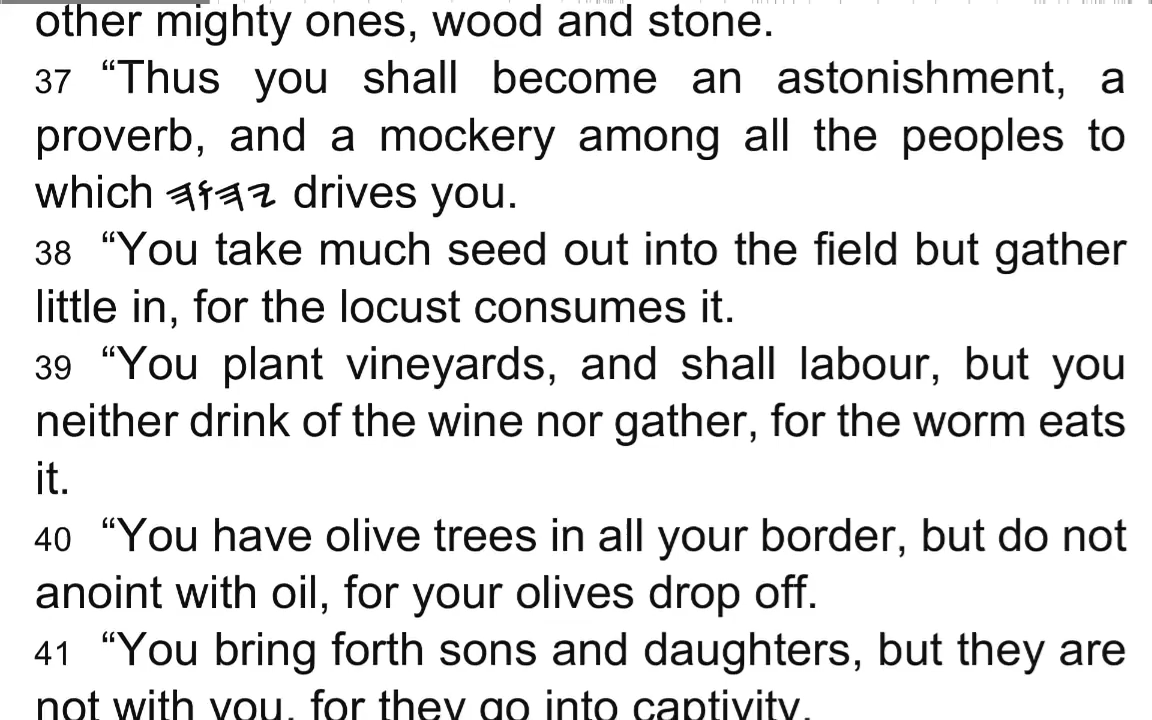 other mighty ones, wood and stone.
37 “Thus you shall become an astonishment, a
proverb, and a mockery among all the peoples to
which 𐤉𐤄𐤅𐤄 drives you.
38 “You take much seed out into the field but gather
little in, for the locust consumes it.
39 “You plant vineyards, and shall labour, but you
neither drink of the wine nor gather, for the worm eats
it.
40 “You have olive trees in all your border, but do not
anoint with oil, for your olives drop off.
41 “You bring forth sons and daughters, but they are
not with you, for they go into captivity.